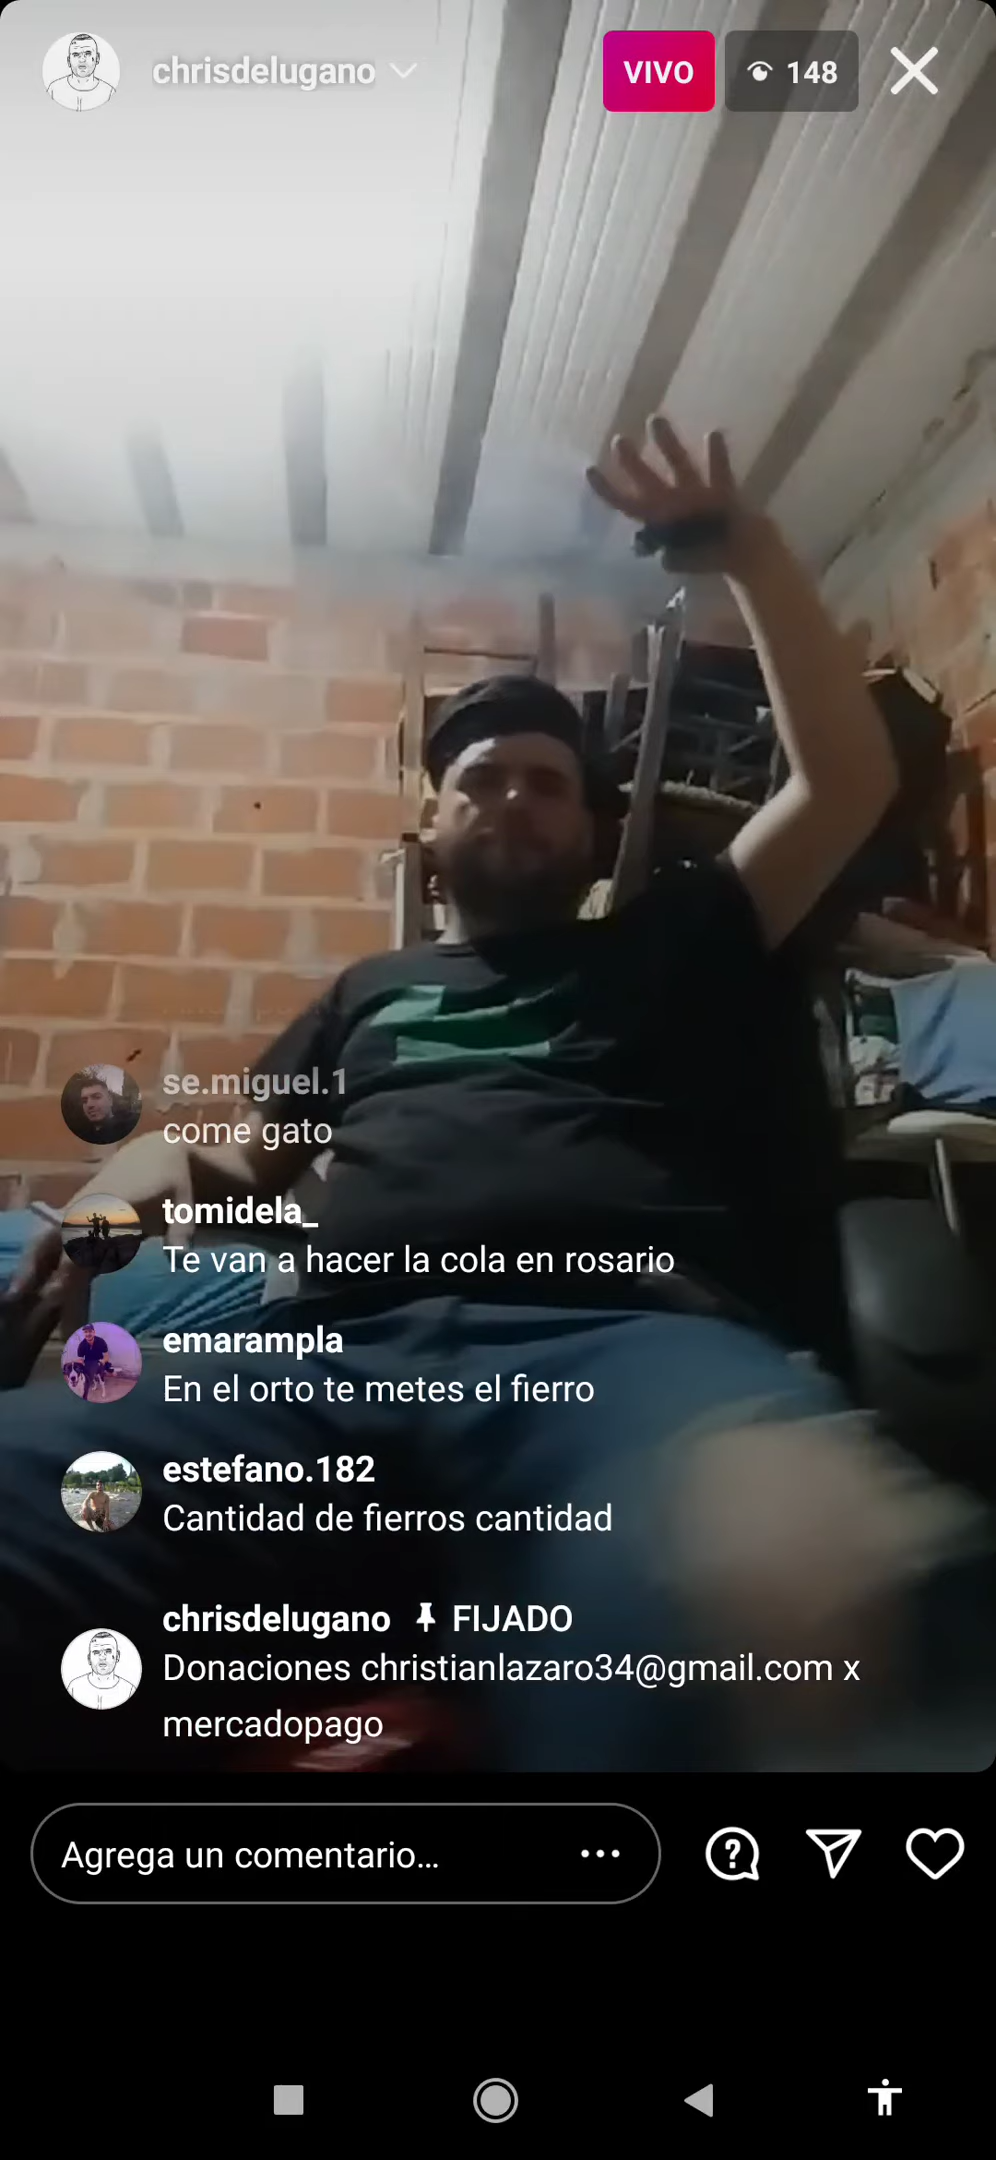 chrisdelugano
VIVO
148
se.miguel.1
come gato
tomidela_
Te van a hacer la cola en rosario
emarampla
En el orto te metes el fierro
estefano.182
Cantidad de fierros cantidad
chrisdelugano FIJADO
Donaciones christianlazaro34@gmail.com x
mercadopago
Agrega un comentario...